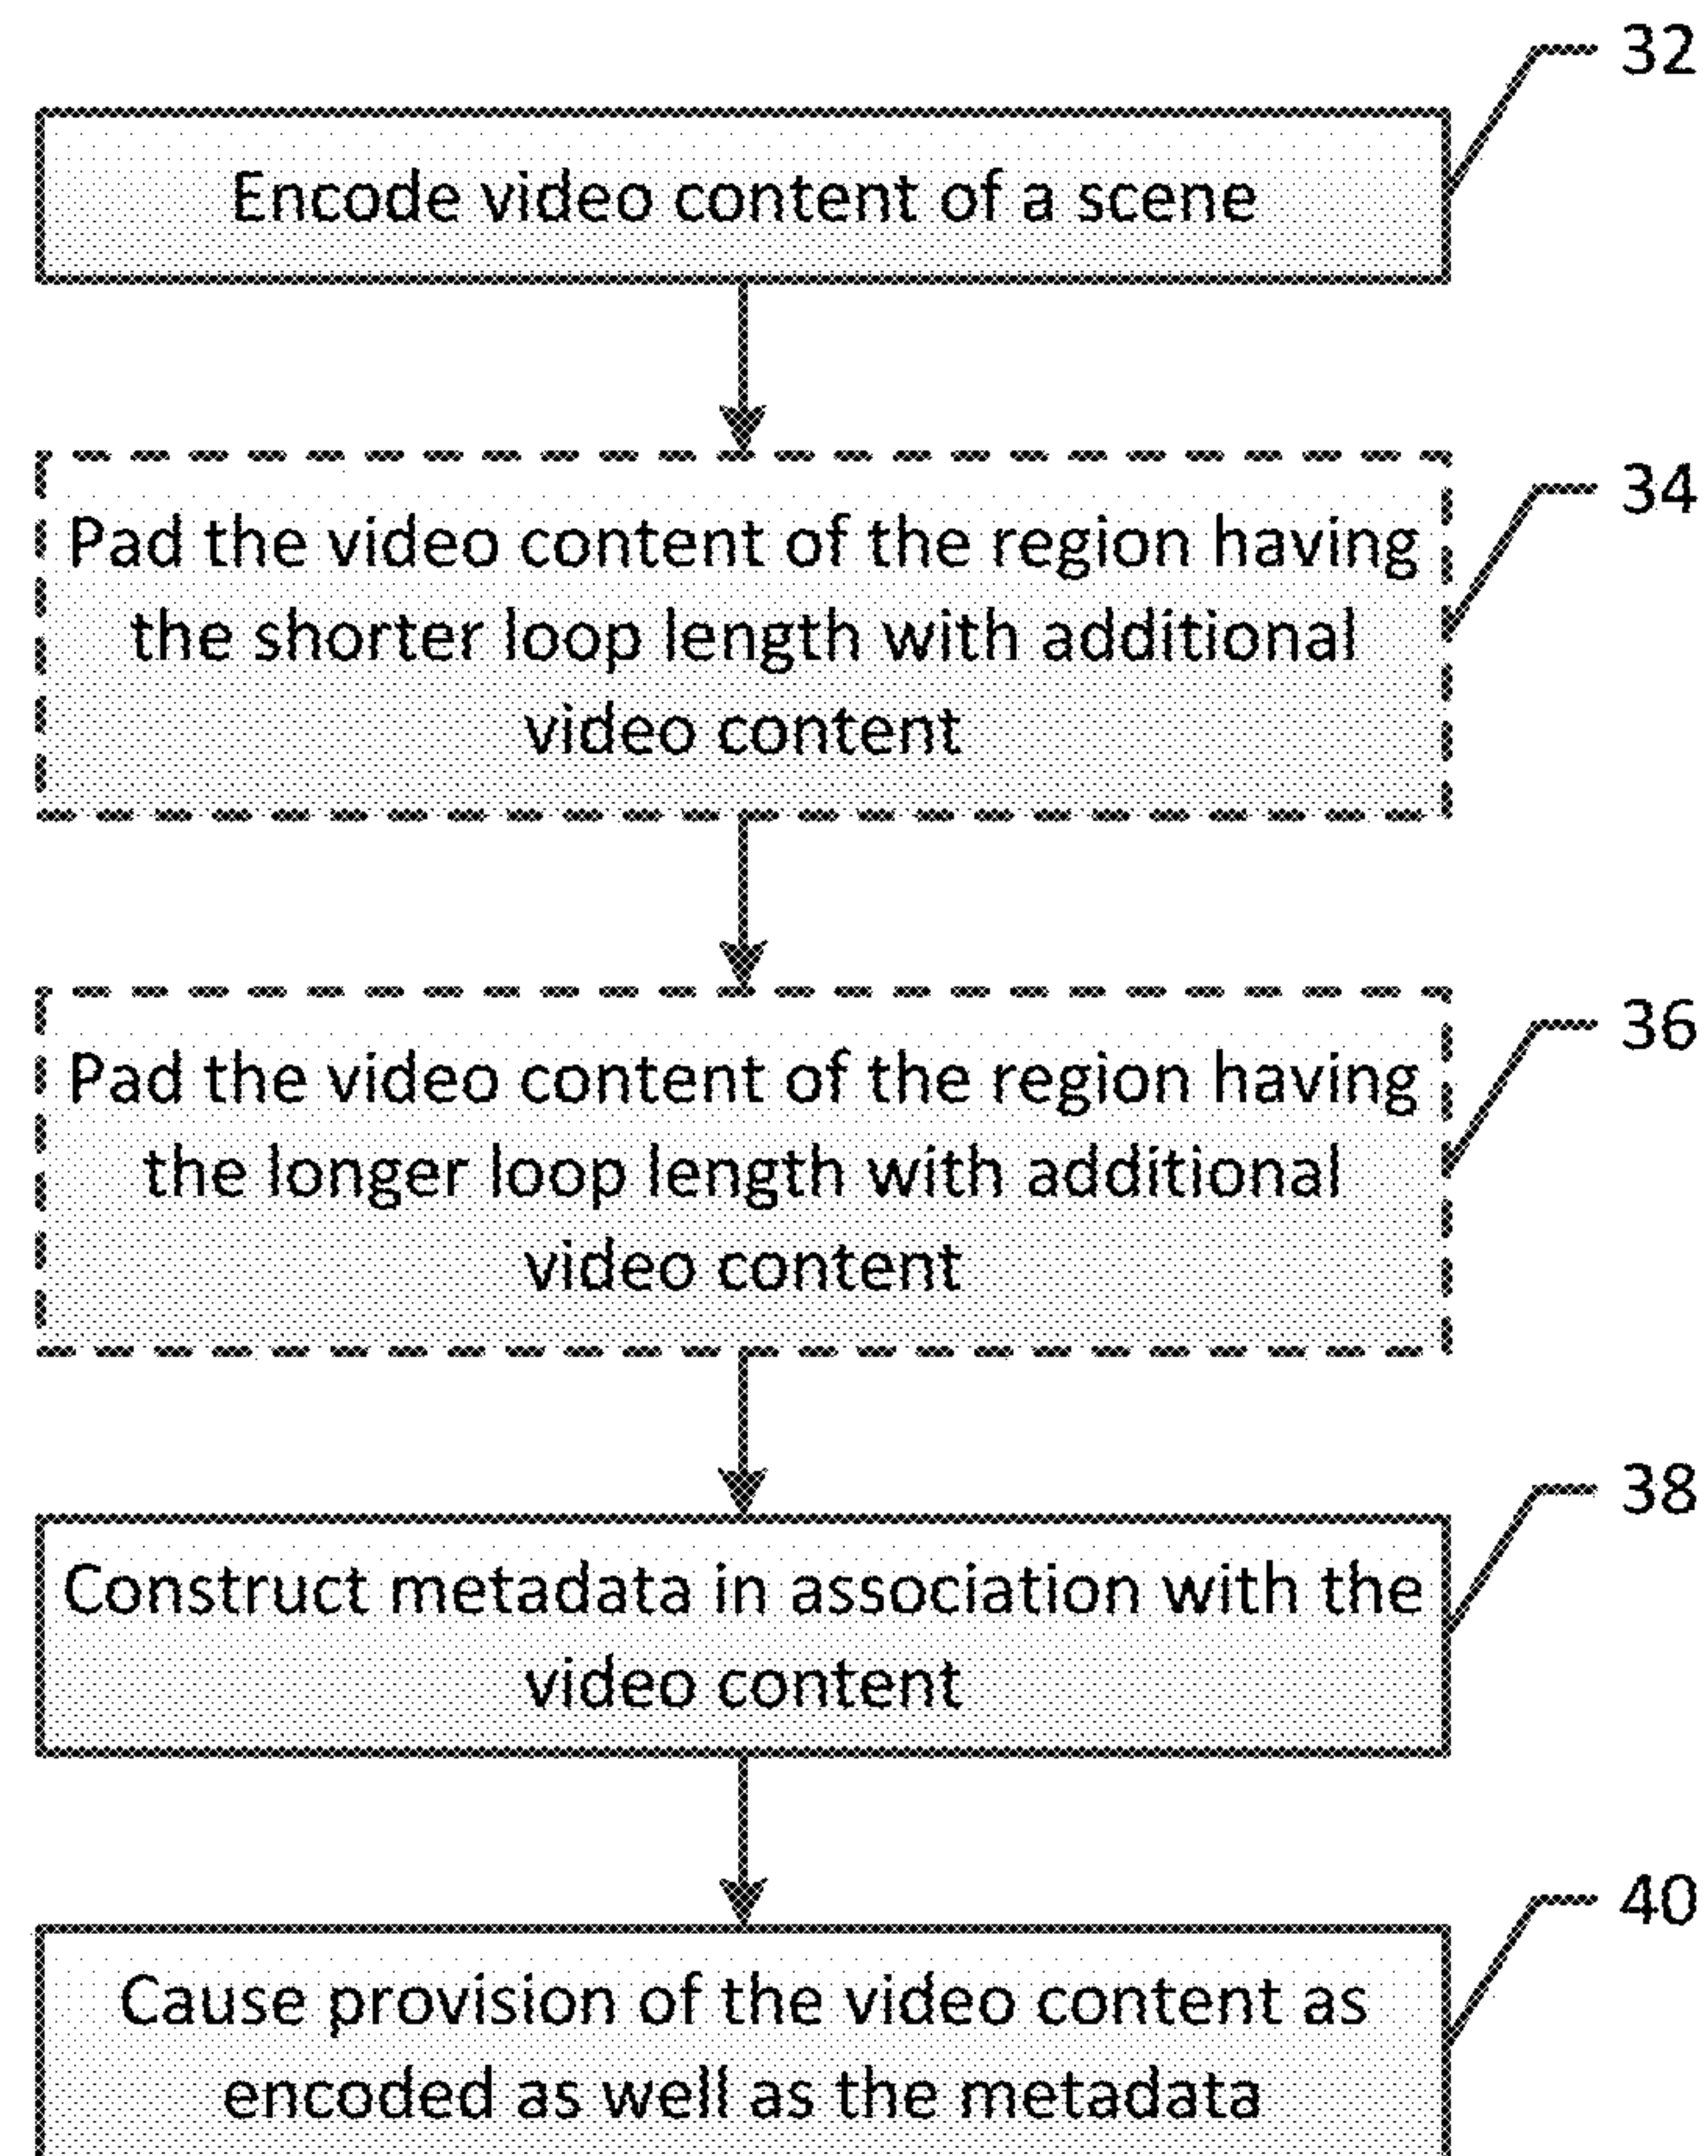 32
Encode video content of a scene
34
Pad the video content of the region having
the shorter loop length with additional
video content
36
Pad the video content of the region having
the longer loop length with additional
video content
38
Construct metadata in association with the
video content
40
Cause provision of the video content as
encoded as well as the metadata